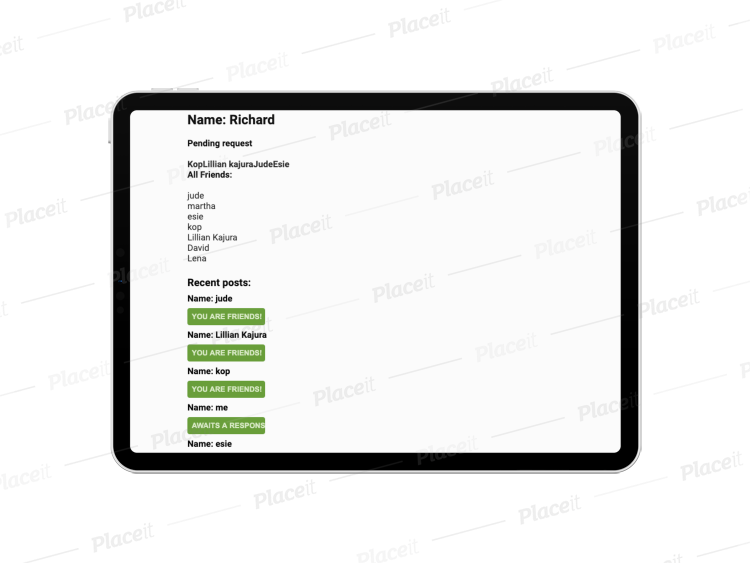 Name: Richard
Pending request
KopLillian kajuraJudeEsie
All Friends:
jude
martha
esie
kop
Lillian Kajura
David
Lena
Recent posts:
Name: jude
YOU ARE FRIENDS!
Name: Lillian Kajura
YOU ARE FRIENDS!
Name: kop
YOU ARE FRIENDS!
Name: me
AWAITS A RESPONS
Name: esie
Placeit